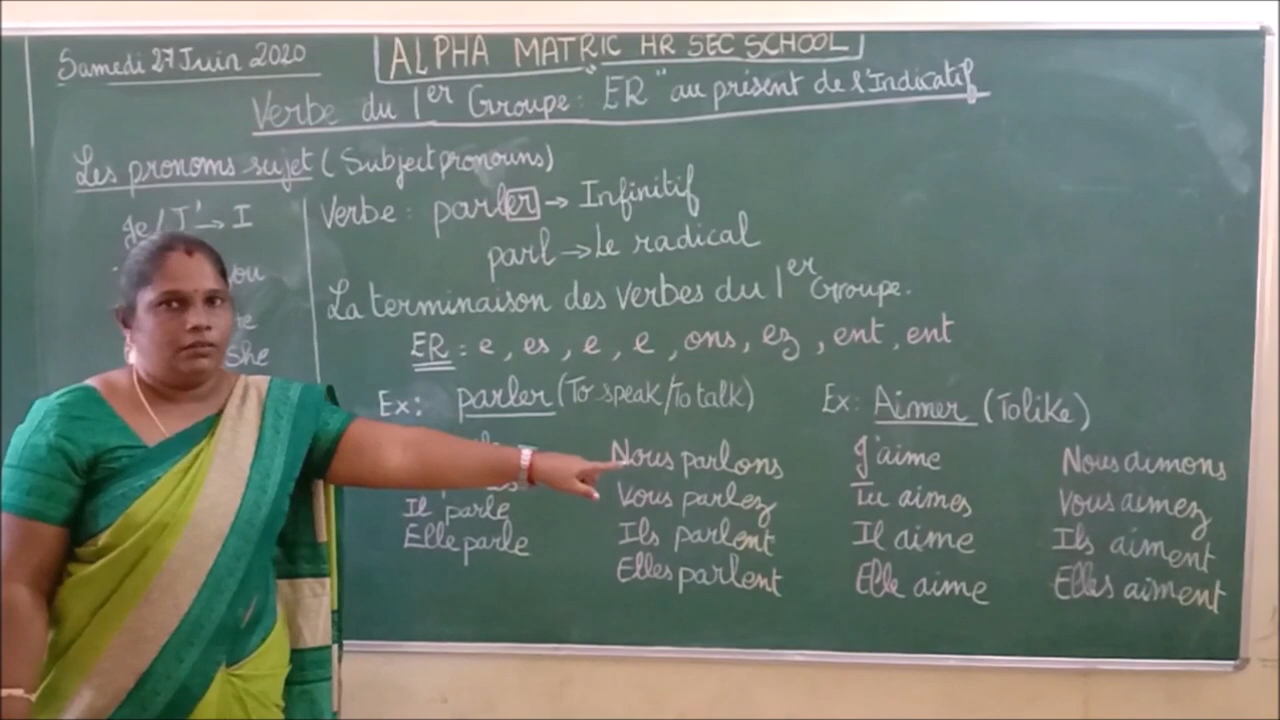 Samedi 27 Juin 2020
ALPHA MATRIC HR SEC SCHOOL
Verbe du 1er Groupe: "ER" au présent de l'Indicatif
Les pronoms sujet (Subject pronouns)
Je/J' → I
she
Verbe: parler → Infinitif
parl → Le radical
La terminaison des verbes du 1er Groupe.
ER: e, es, e, e, ons, ez, ent, ent
Ex: parler (To speak/To talk)
Il parle
Elle parle
Nous parlons
Vous parlez
Ils parlent
Elles parlent
Ex: Aimer (To like)
J'aime
Tu aimes
Il aime
Elle aime
Nous aimons
Vous aimez
Ils aiment
Elles aiment